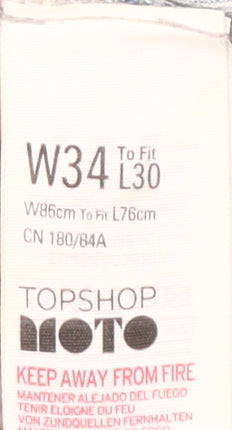 W34 To Fit L30
W86cm To Fit L76cm
CN 180/84A
TOPSHOP
MOTO
KEEP AWAY FROM FIRE
MANTENER ALEJADO DEL FUEGO
TENIR ELOIGNE DU FEU
VON ZUNDQUELLEN FERNHALTEN